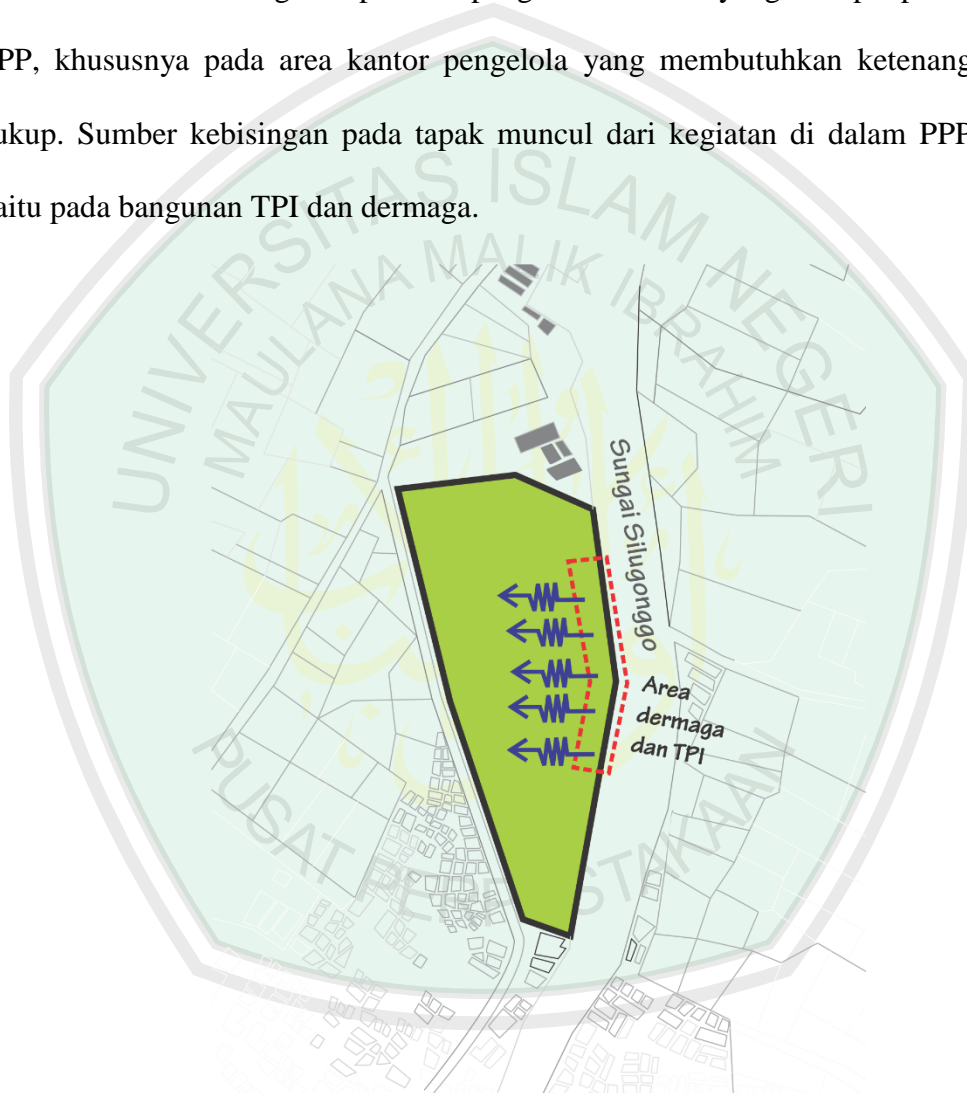 PP, khususnya pada area kantor pengelola yang membutuhkan ketenang
ukup. Sumber kebisingan pada tapak muncul dari kegiatan di dalam PPP
aitu pada bangunan TPI dan dermaga.
UNIVERSITAS ISLAM NEGERI
MAULANA MALIK IBRAHIM
Sungai Silugonggo
Area
dermaga
dan TPI
PUSAT PERPUSTAKAAN